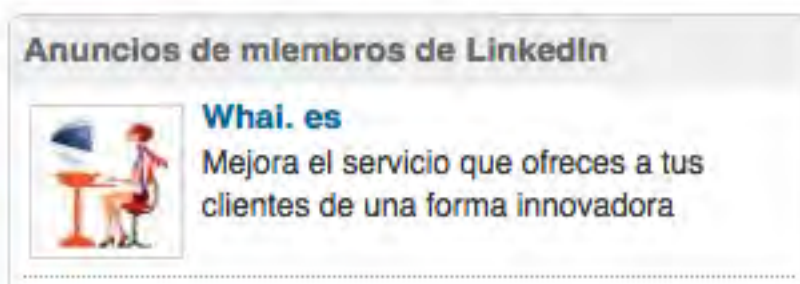 Anuncios de miembros de LinkedIn
Whai. es
Mejora el servicio que ofreces a tus
clientes de una forma innovadora